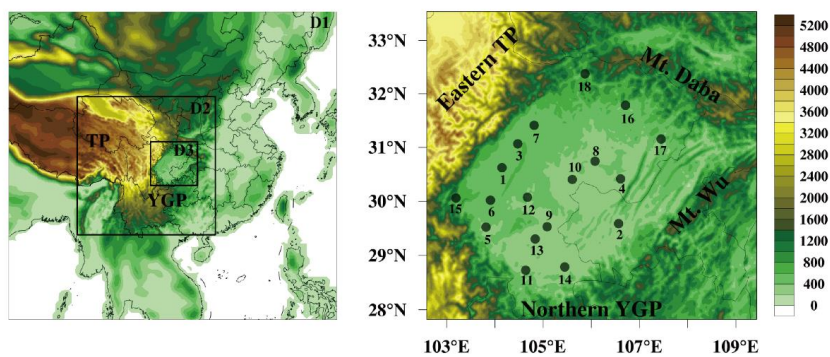 D1
D2
TP
D3
YGP
33°N
32°N
31°N
30°N
29°N
28°N
Eastern TP
Mt. Daba
Mt. Wu
Northern YGP
18
16
7
3
17
8
1
10
4
15
6
12
5
9
2
13
11
14
103°E
105°E
107°E
109°E
5200
4800
4400
4000
3600
3200
2800
2400
2000
1600
1200
800
400
0